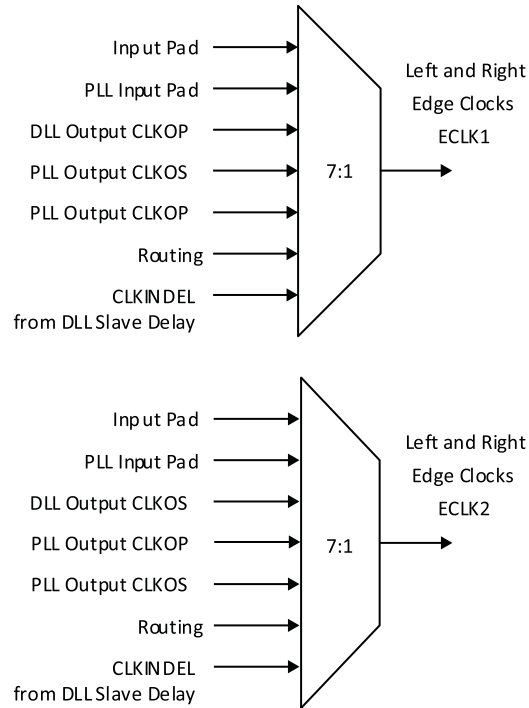 Input Pad
PLL Input Pad
DLL Output CLKOP
PLL Output CLKOS
PLL Output CLKOP
Routing
CLKINDEL
from DLL Slave Delay
7:1
Left and Right
Edge Clocks
ECLK1
Input Pad
PLL Input Pad
DLL Output CLKOS
PLL Output CLKOP
PLL Output CLKOS
Routing
CLKINDEL
from DLL Slave Delay
7:1
Left and Right
Edge Clocks
ECLK2